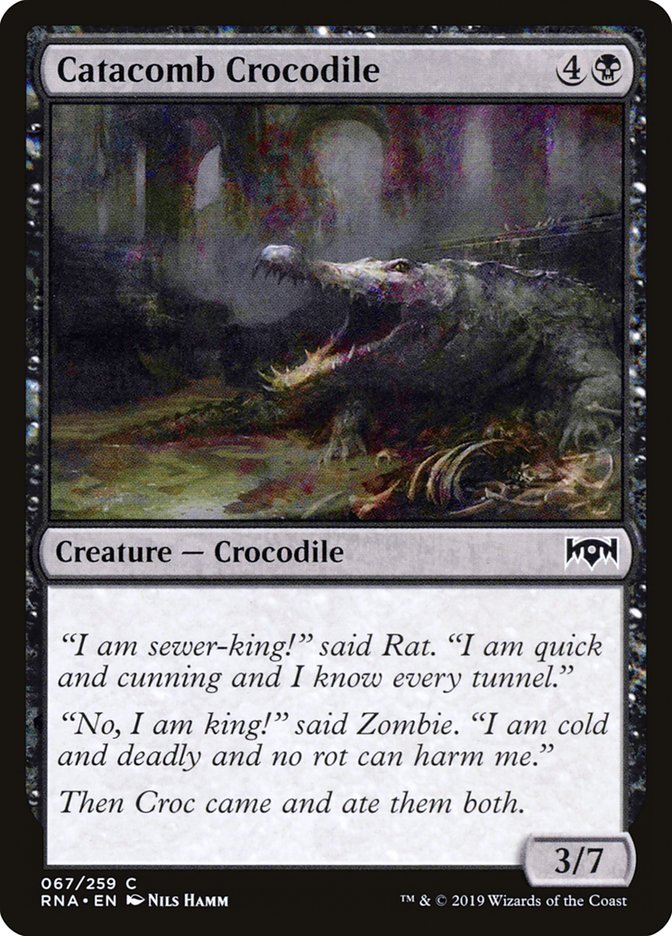 Catacomb Crocodile 4
Creature — Crocodile
“I am sewer-king!” said Rat. “I am quick
and cunning and I know every tunnel.”
“No, I am king!” said Zombie. “I am cold
and deadly and no rot can harm me.”
Then Croc came and ate them both.
3/7
067/259 C
RNA • EN Nils Hamm
™ & © 2019 Wizards of the Coast